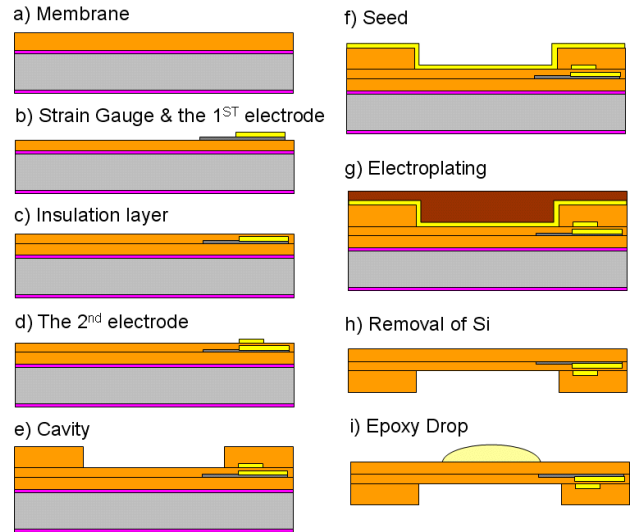 a) Membrane
b) Strain Gauge & the 1ST electrode
c) Insulation layer
d) The 2nd electrode
e) Cavity
f) Seed
g) Electroplating
h) Removal of Si
i) Epoxy Drop